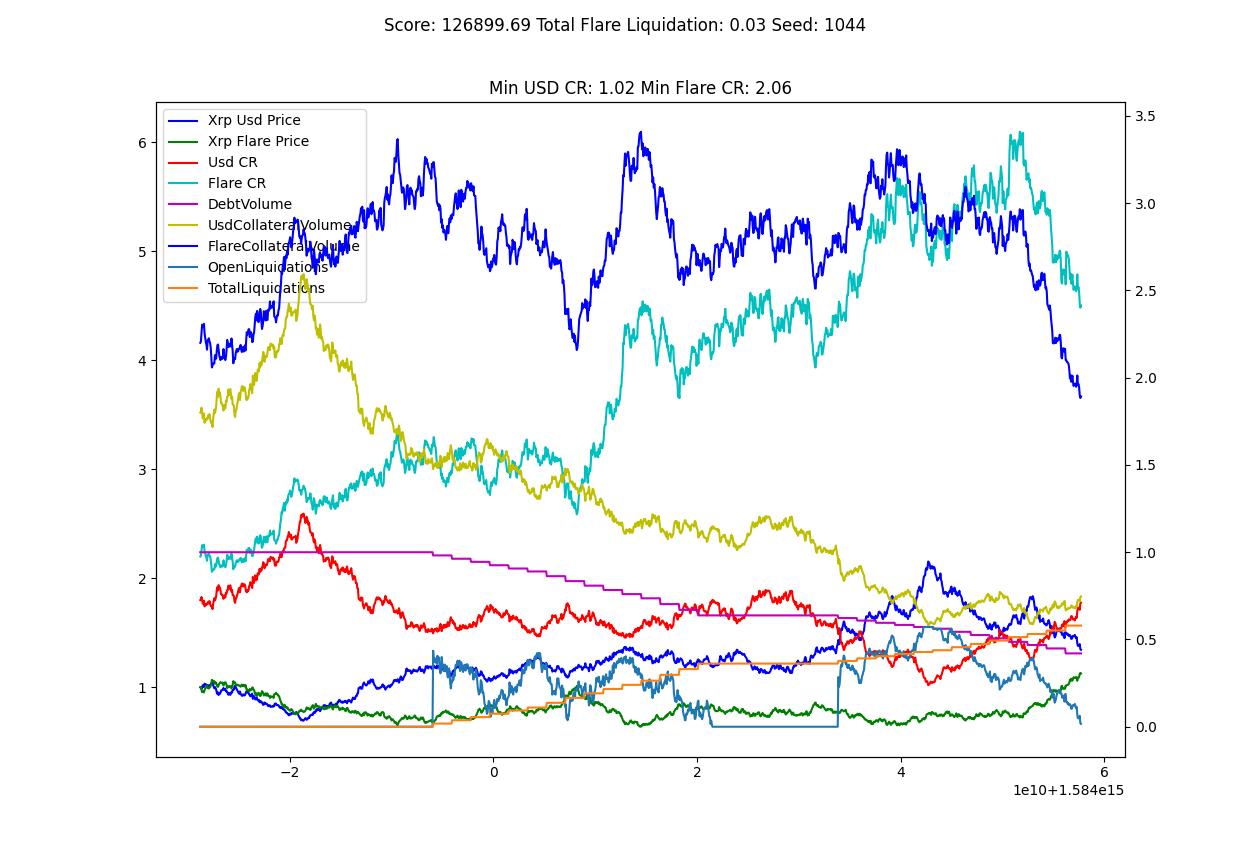 Score: 126899.69 Total Flare Liquidation: 0.03 Seed: 1044
Min USD CR: 1.02 Min Flare CR: 2.06
Xrp Usd Price
Xrp Flare Price
Usd CR
Flare CR
DebtVolume
UsdCollateralVolume
FlareCollateralVolume
OpenLiquidations
TotalLiquidations
6
5
4
3
2
1
3.5
3.0
2.5
2.0
1.5
1.0
0.5
0.0
−2
0
2
4
6
1e10+1.584e15